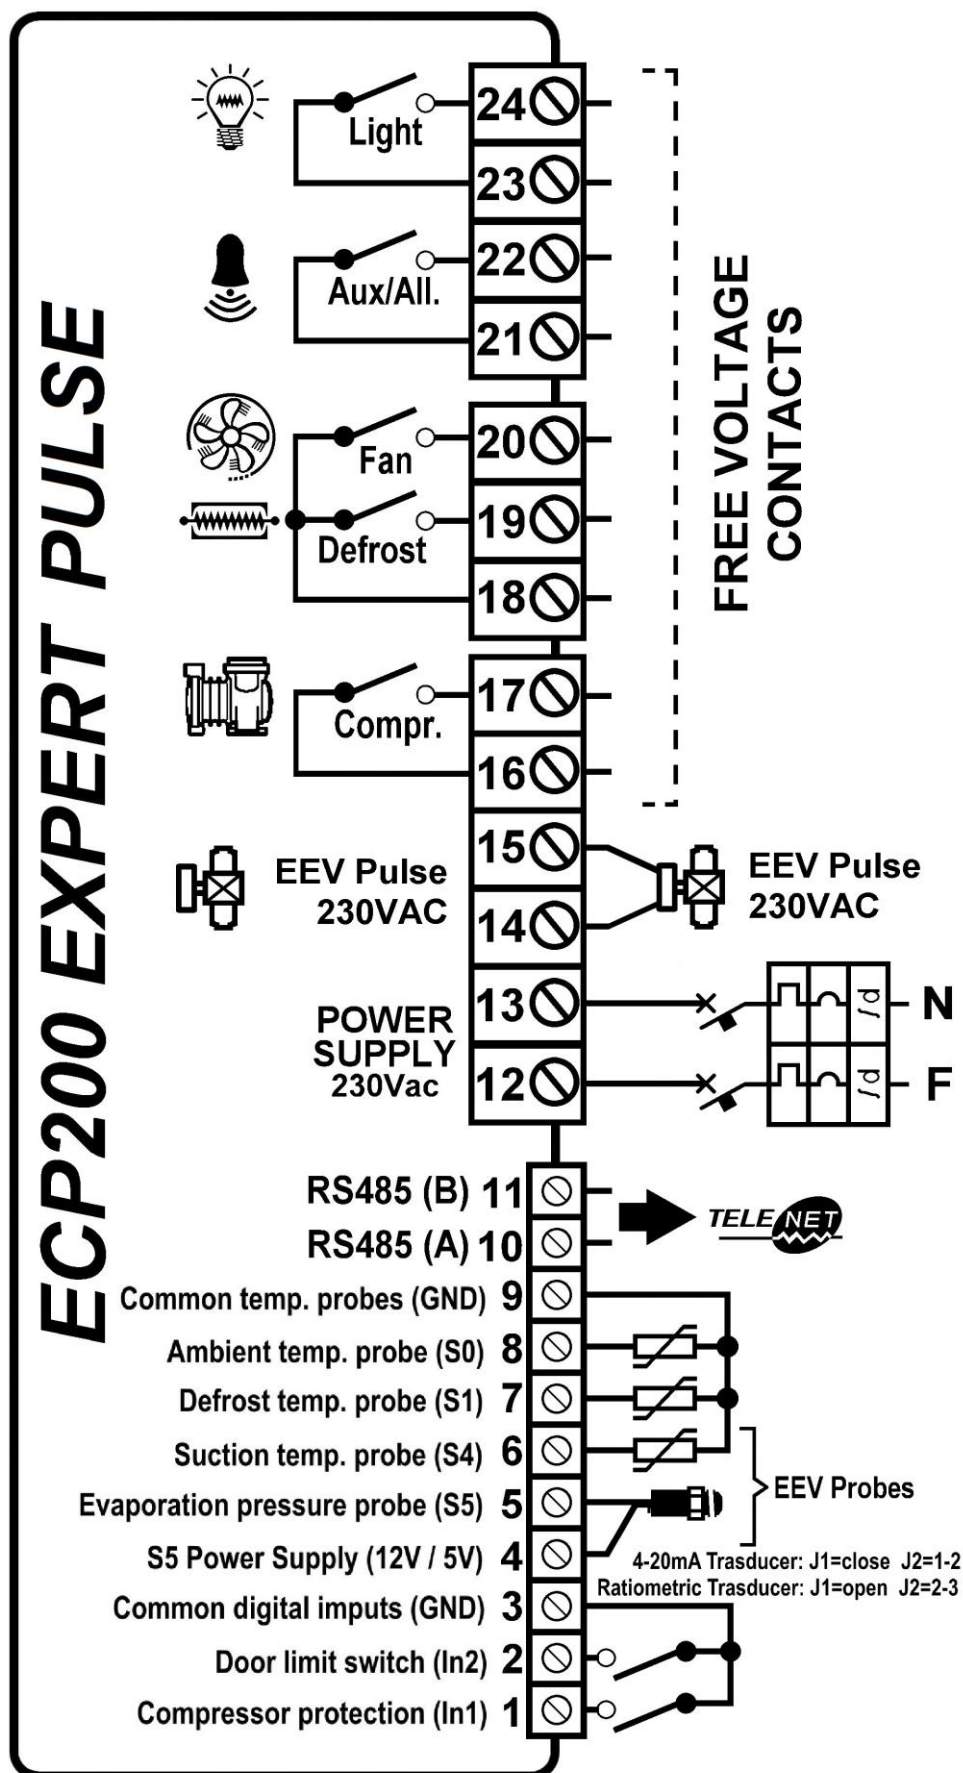 ECP200 EXPERT PULSE
24
Light
23
22
Aux/All.
21
20
Fan
19
Defrost
18
17
Compr.
16
FREE VOLTAGE
CONTACTS
15
EEV Pulse
230VAC
14
EEV Pulse
230VAC
13
N
POWER
SUPPLY
230Vac
12
F
RS485 (B) 11
RS485 (A) 10
TELE NET
Common temp. probes (GND) 9
Ambient temp. probe (S0) 8
Defrost temp. probe (S1) 7
Suction temp. probe (S4) 6
Evaporation pressure probe (S5) 5
EEV Probes
S5 Power Supply (12V / 5V) 4
4-20mA Trasducer: J1=close J2=1-2
Ratiometric Trasducer: J1=open J2=2-3
Common digital imputs (GND) 3
Door limit switch (In2) 2
Compressor protection (In1) 1